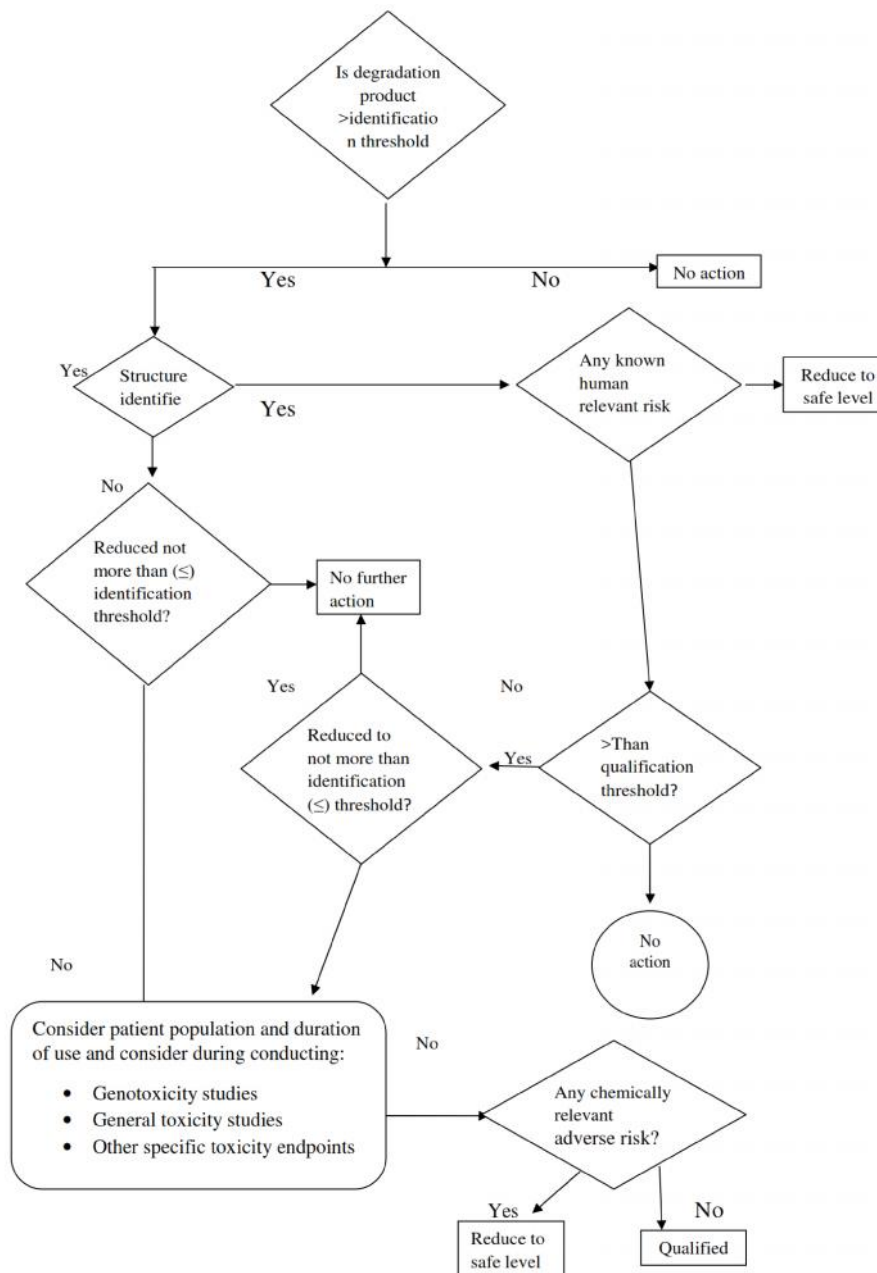 Is degradation
product
>identificatio
n threshold
Yes
No
No action
Yes
Structure
identifie
Yes
Any known
human
relevant risk
Reduce to
safe level
No
Reduced not
more than (≤)
identification
threshold?
No further
action
Yes
No
Reduced to
not more than
identification
(≤) threshold?
Yes
>Than
qualification
threshold?
No
action
No
Consider patient population and duration
of use and consider during conducting:
• Genotoxicity studies
• General toxicity studies
• Other specific toxicity endpoints
No
Any chemically
relevant
adverse risk?
Yes
No
Reduce to
safe level
Qualified